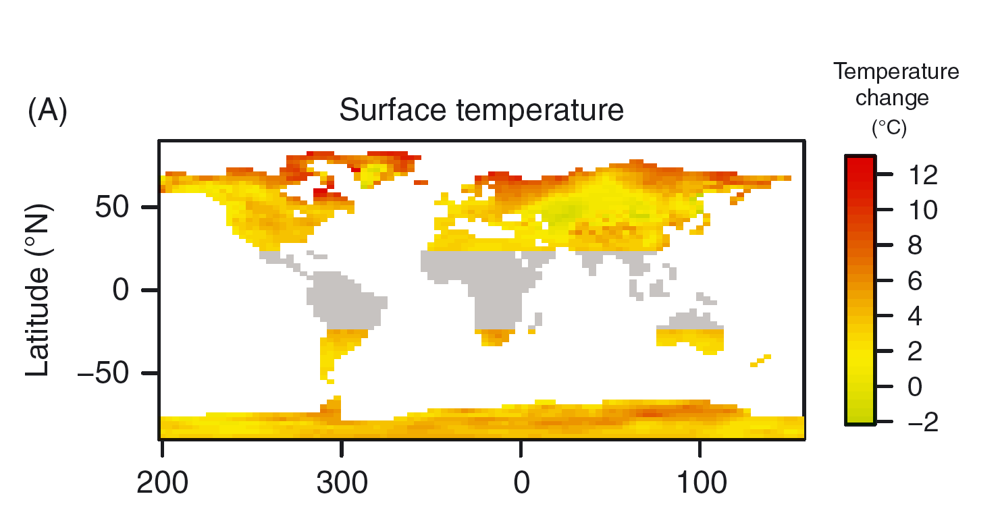 Temperature
change
(°C)
(A)
Surface temperature
12
10
8
6
4
2
0
−2
Latitude (°N)
50
0
−50
200
300
0
100